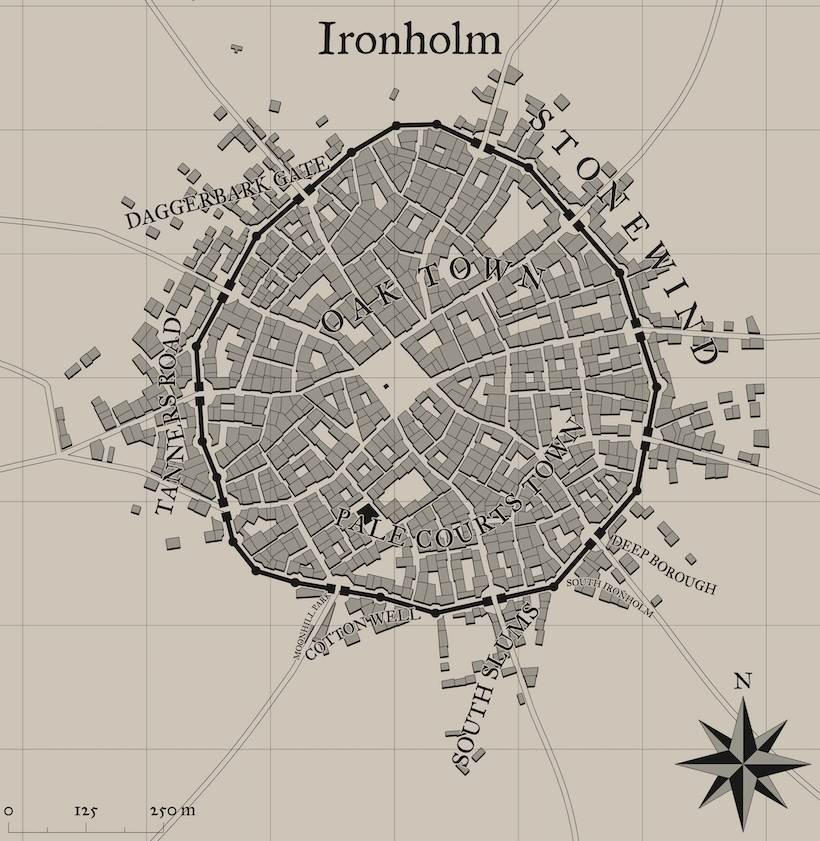 Ironholm
STONEWIND
DAGGERBARK GATE
OAK TOWN
TANNERS ROAD
PALE COURTS TOWN
DEEP BOROUGH
SOUTH IRONHOLM
MOONHILL PARK
COTTON WELL
SOUTH SLUMS
N
0 125 250 m